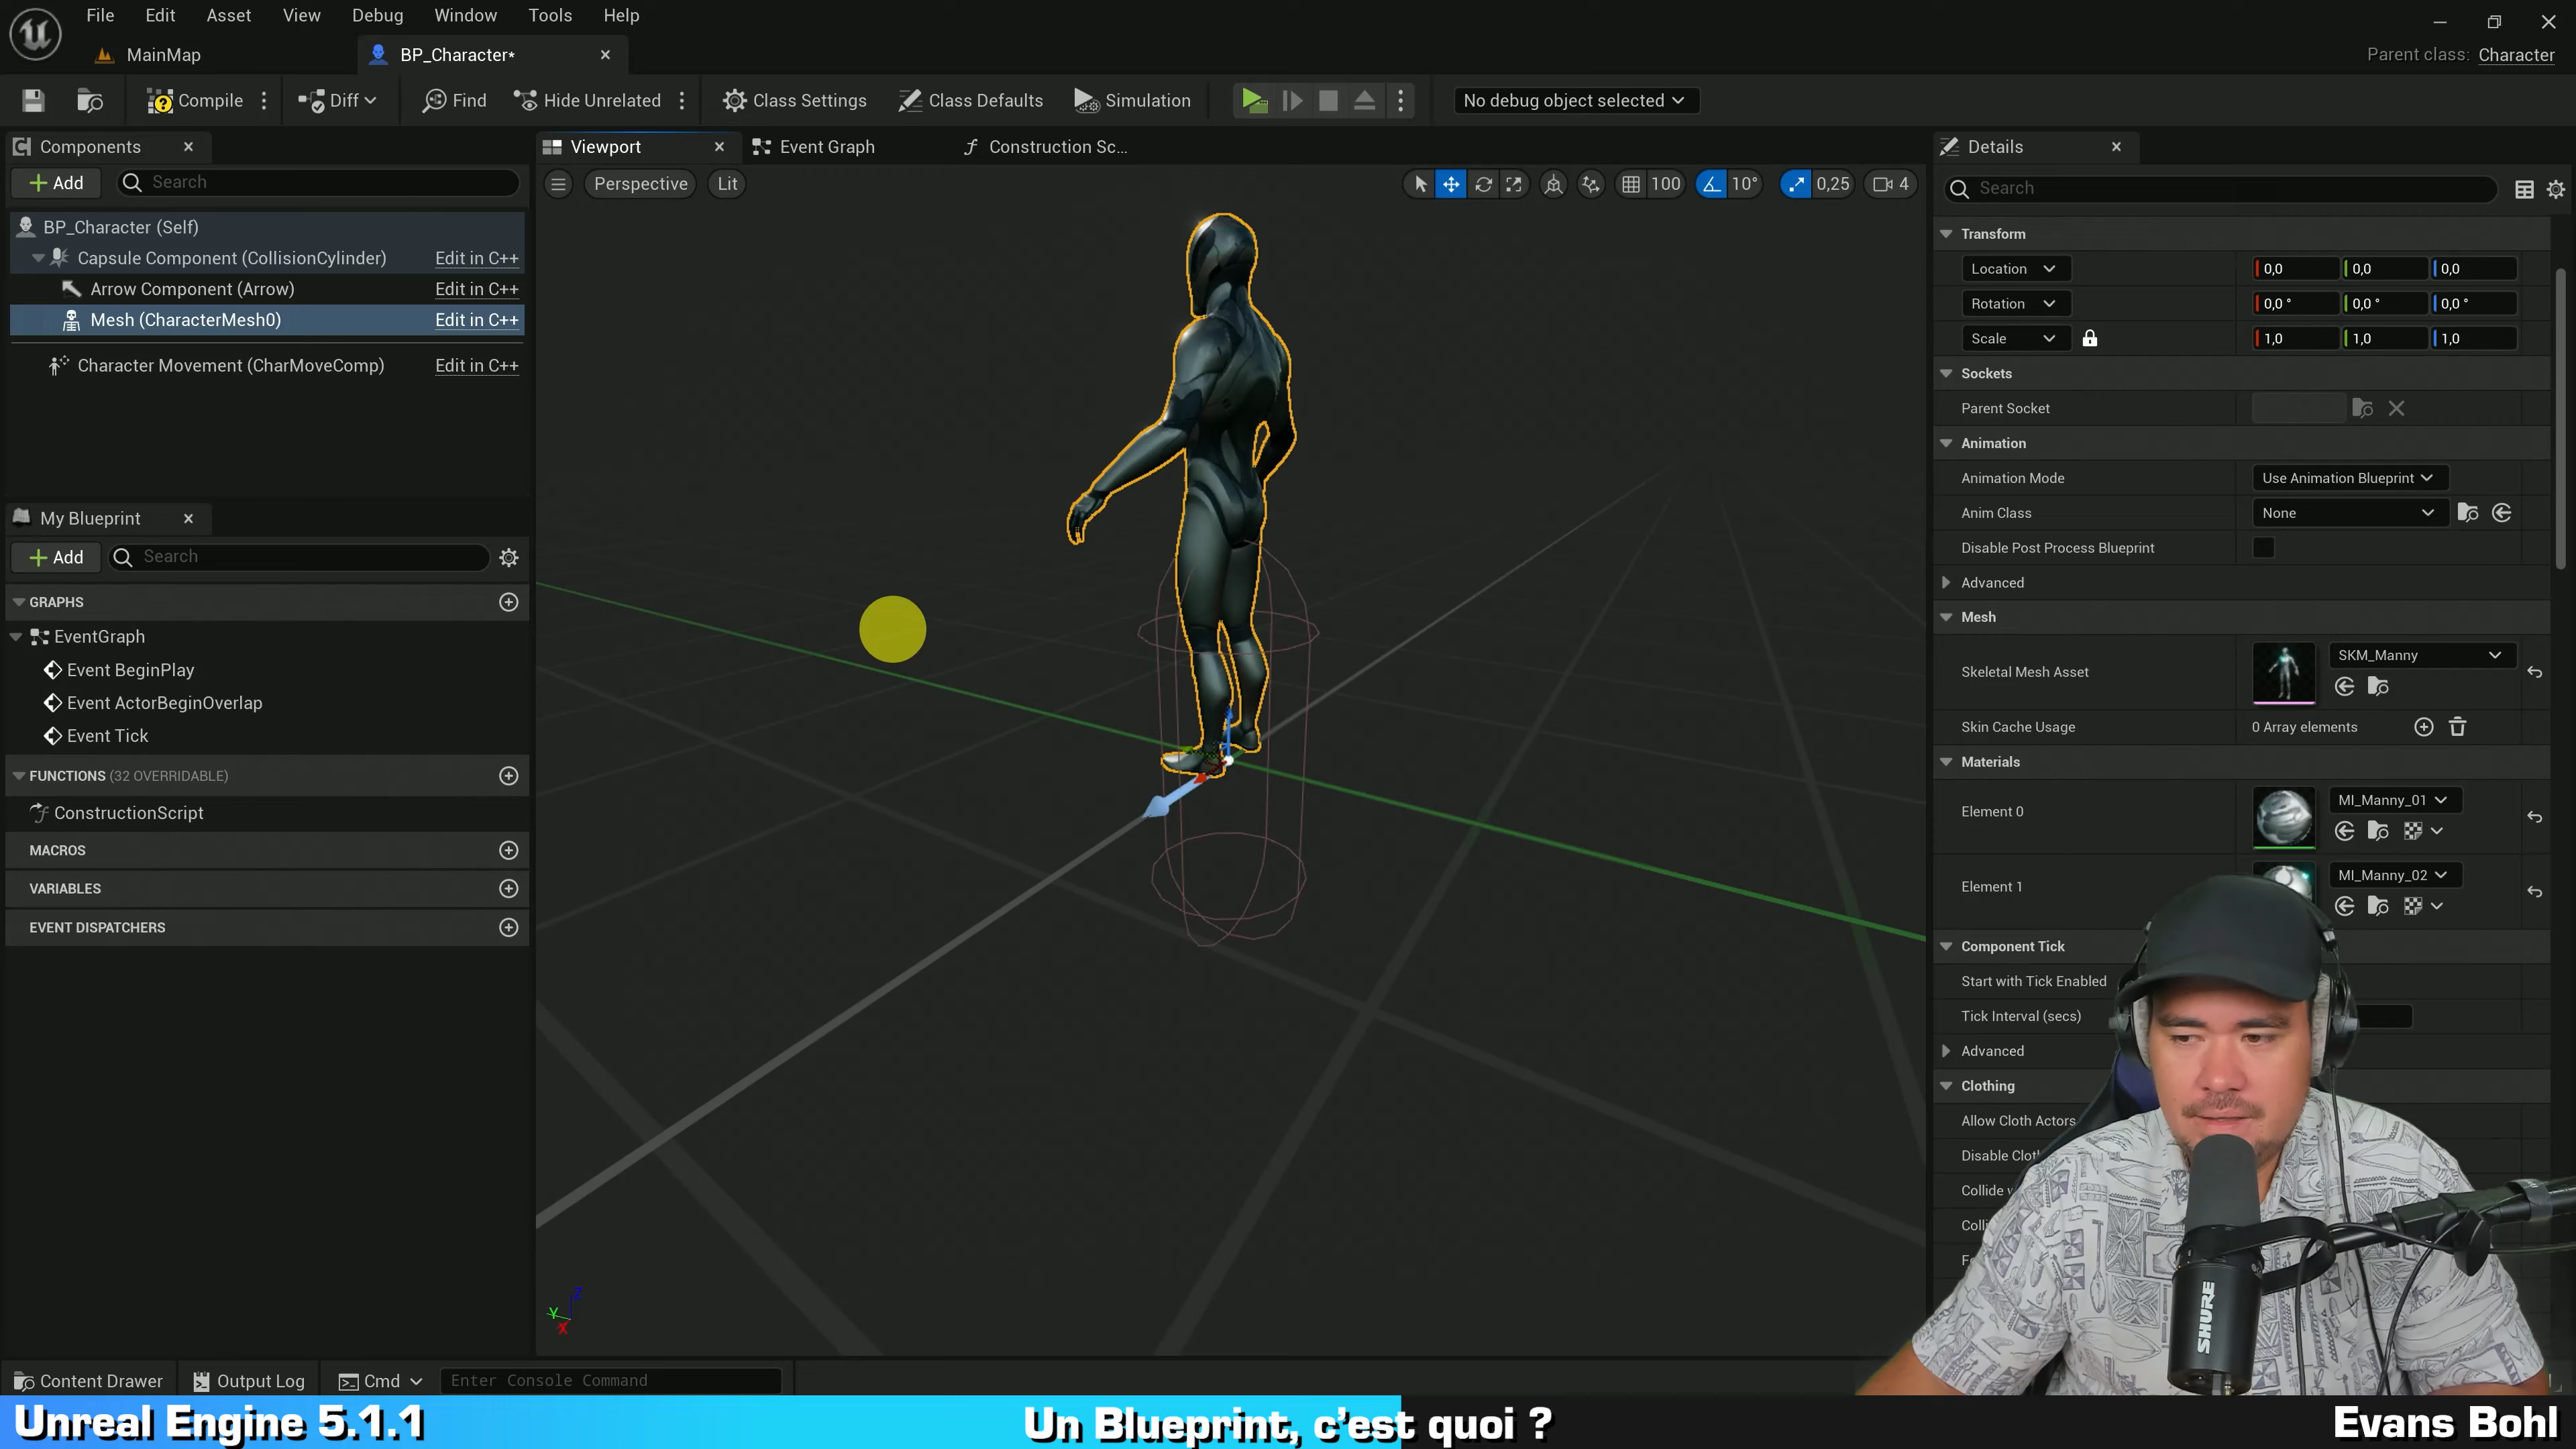 File Edit Asset View Debug Window Tools Help
MainMap
BP_Character*
Parent class: Character
Compile
Diff
Find
Hide Unrelated
Class Settings
Class Defaults
Simulation
No debug object selected
Components
Add
Search
BP_Character (Self)
Capsule Component (CollisionCylinder) Edit in C++
Arrow Component (Arrow) Edit in C++
Mesh (CharacterMesh0) Edit in C++
Character Movement (CharMoveComp) Edit in C++
My Blueprint
Add
Search
GRAPHS
EventGraph
Event BeginPlay
Event ActorBeginOverlap
Event Tick
FUNCTIONS (32 OVERRIDABLE)
ConstructionScript
MACROS
VARIABLES
EVENT DISPATCHERS
Viewport
Event Graph
Construction Sc...
Perspective
Lit
100
10°
0,25
4
Z
Y
X
Details
Search
Transform
Location 0,0 0,0 0,0
Rotation 0,0 ° 0,0 ° 0,0 °
Scale 1,0 1,0 1,0
Sockets
Parent Socket
Animation
Animation Mode Use Animation Blueprint
Anim Class None
Disable Post Process Blueprint
Advanced
Mesh
Skeletal Mesh Asset SKM_Manny
Skin Cache Usage 0 Array elements
Materials
Element 0 MI_Manny_01
Element 1 MI_Manny_02
Component Tick
Start with Tick Enabled
Tick Interval (secs)
Advanced
Clothing
Allow Cloth Actors
Disable
Collide
SHURE
Content Drawer
Output Log
Cmd
Enter Console Command
Unreal Engine 5.1.1
Un Blueprint, c'est quoi ?
Evans Bohl